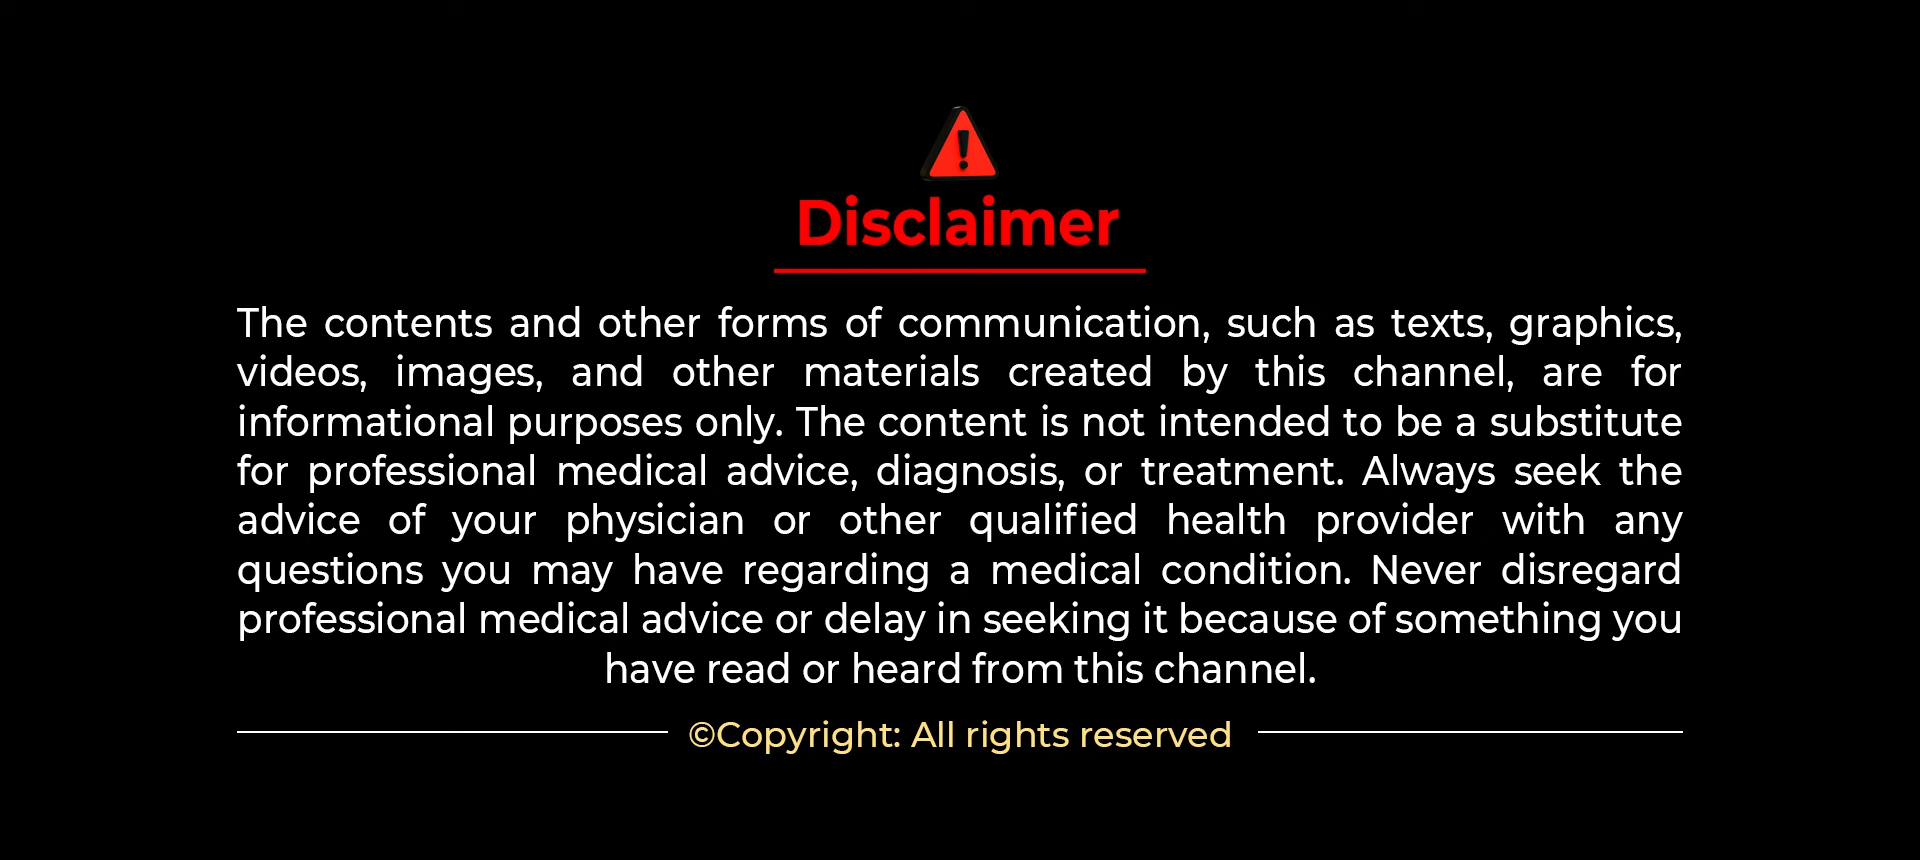 Disclaimer
The contents and other forms of communication, such as texts, graphics,
videos, images, and other materials created by this channel, are for
informational purposes only. The content is not intended to be a substitute
for professional medical advice, diagnosis, or treatment. Always seek the
advice of your physician or other qualified health provider with any
questions you may have regarding a medical condition. Never disregard
professional medical advice or delay in seeking it because of something you
have read or heard from this channel.
©Copyright: All rights reserved